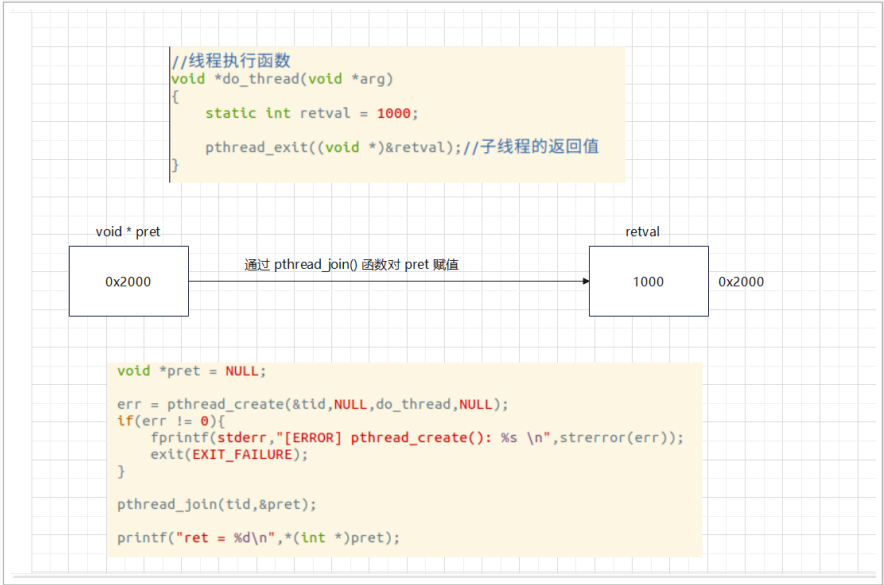 //线程执行函数
void *do_thread(void *arg)
{
    static int retval = 1000;
    pthread_exit((void *)&retval);//子线程的返回值
}
void * pret
retval
0x2000
通过 pthread_join() 函数对 pret 赋值
1000
0x2000
void *pret = NULL;
err = pthread_create(&tid,NULL,do_thread,NULL);
if(err != 0){
    fprintf(stderr,"[ERROR] pthread_create(): %s \n",strerror(err));
    exit(EXIT_FAILURE);
}
pthread_join(tid,&pret);
printf("ret = %d\n",*(int *)pret);